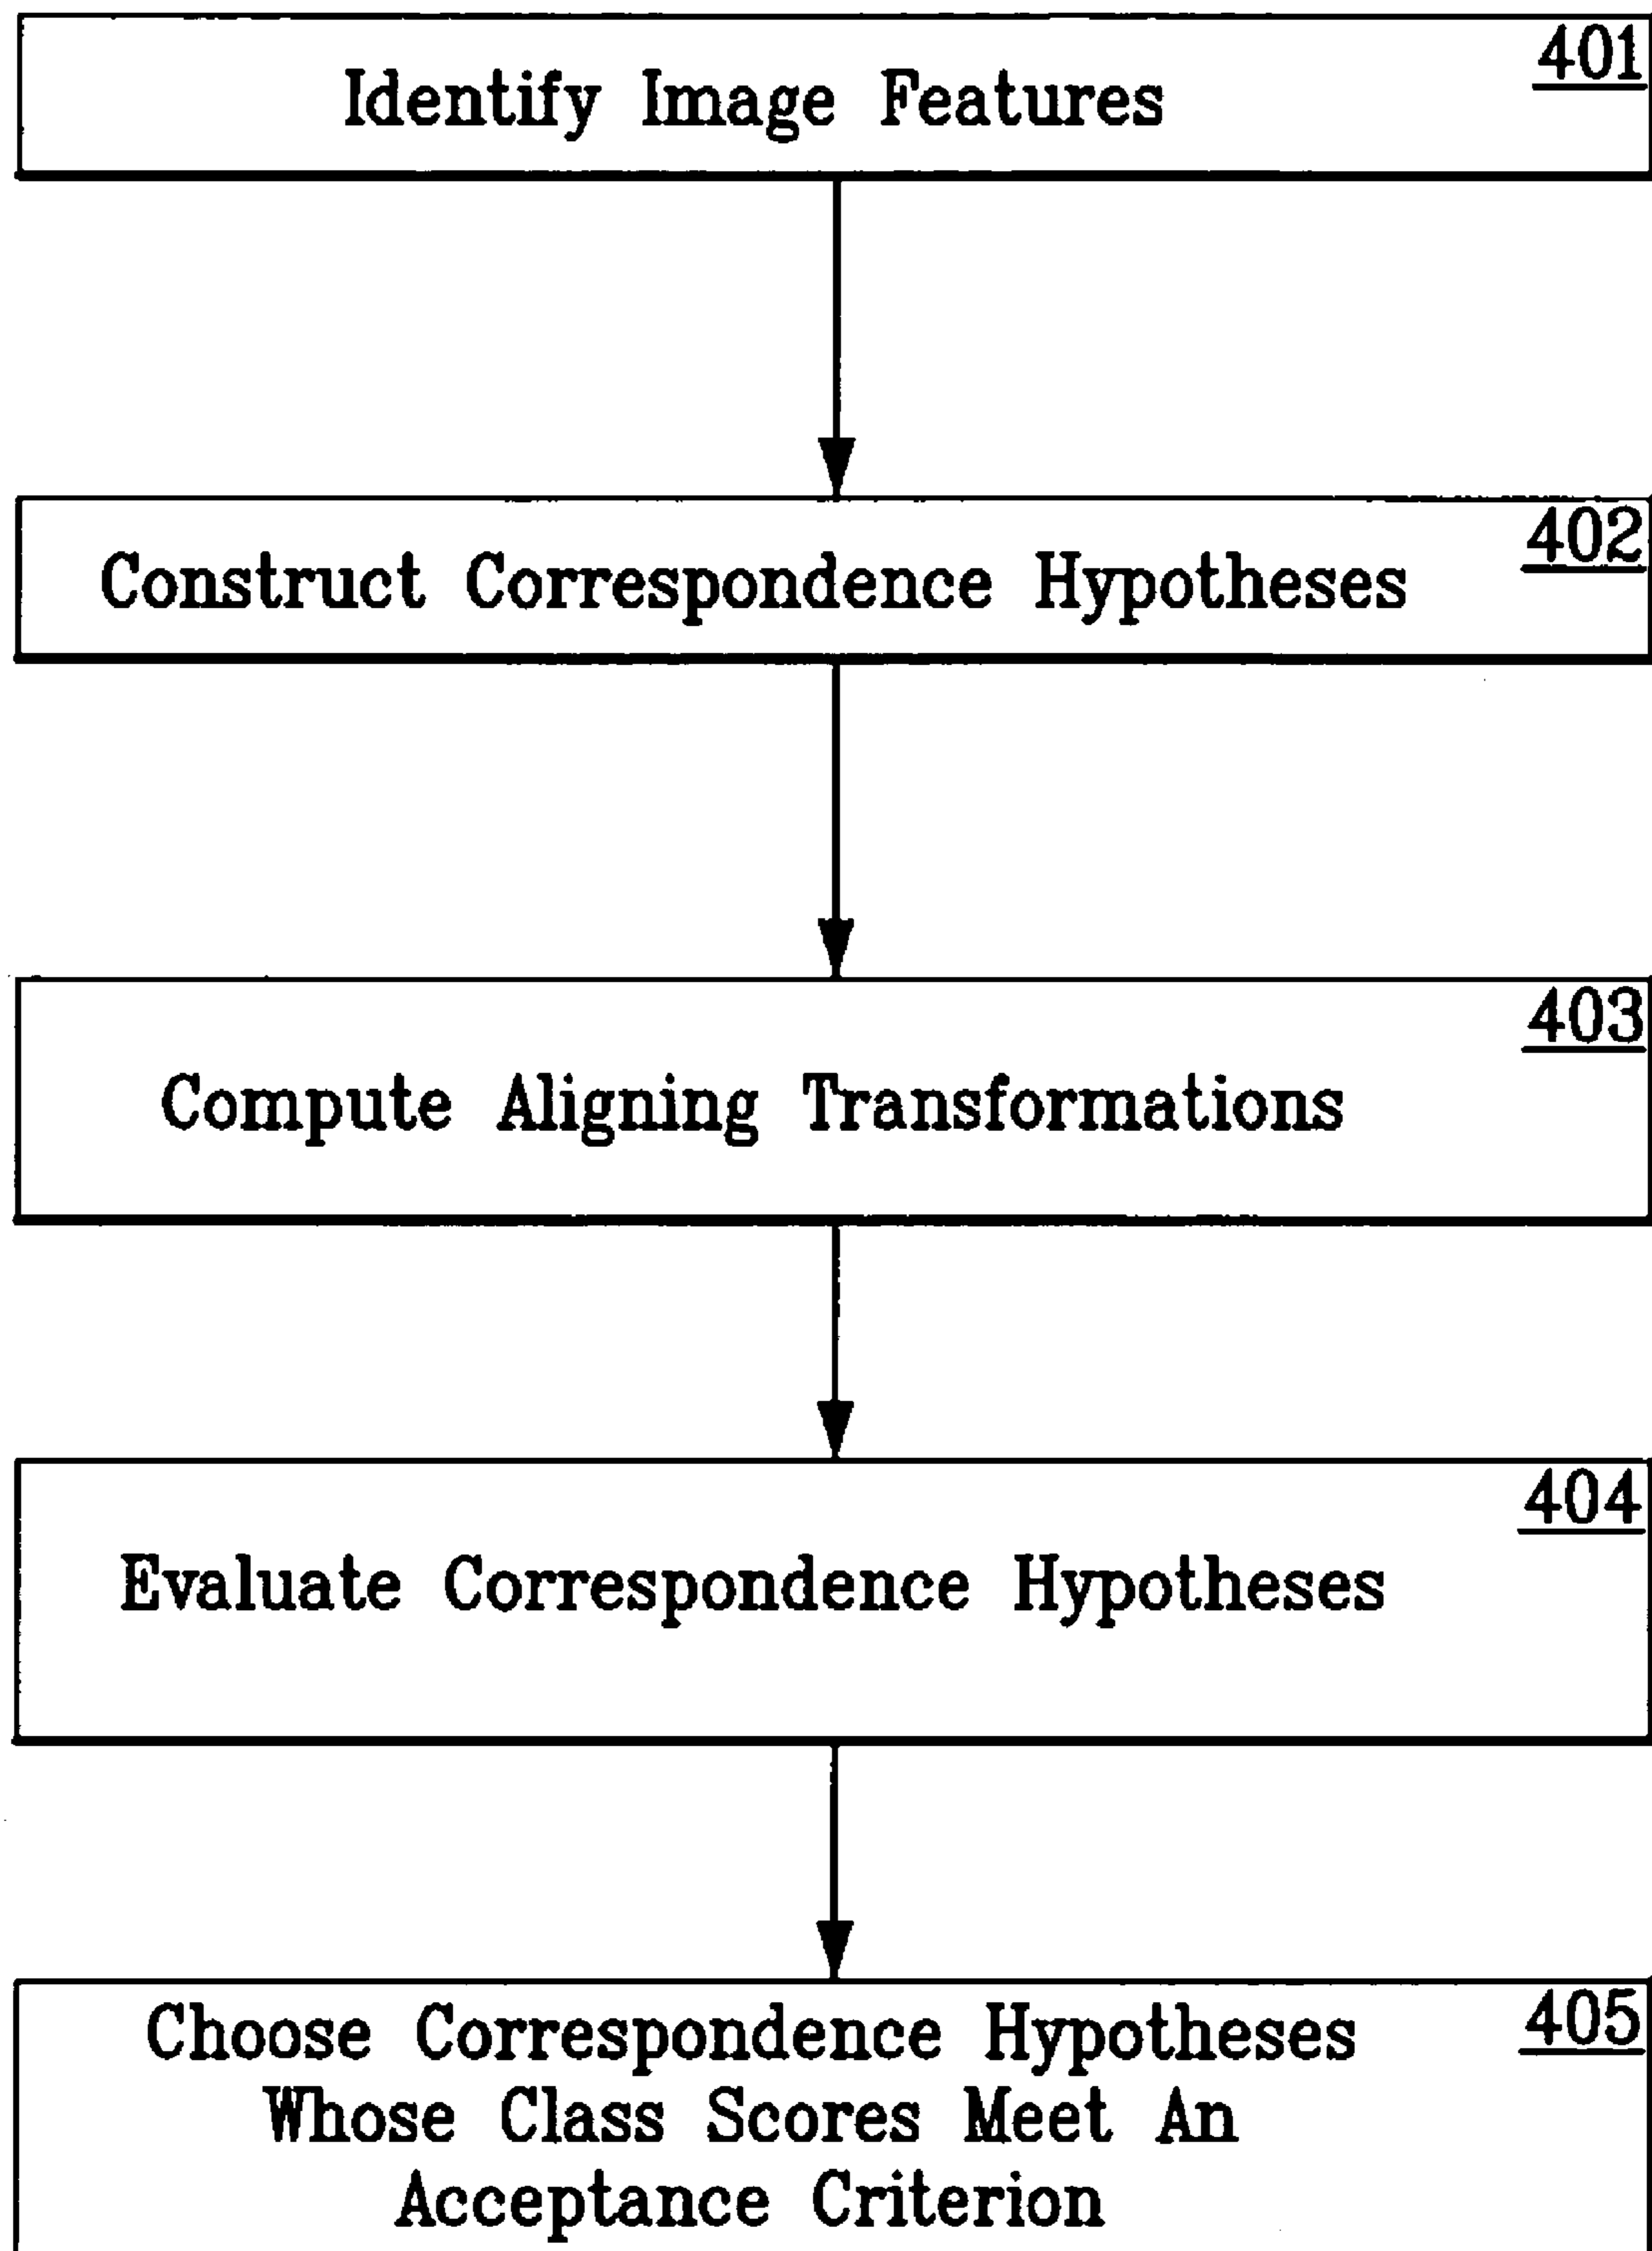 401
Identify Image Features
402
Construct Correspondence Hypotheses
403
Compute Aligning Transformations
404
Evaluate Correspondence Hypotheses
405
Choose Correspondence Hypotheses
Whose Class Scores Meet An
Acceptance Criterion